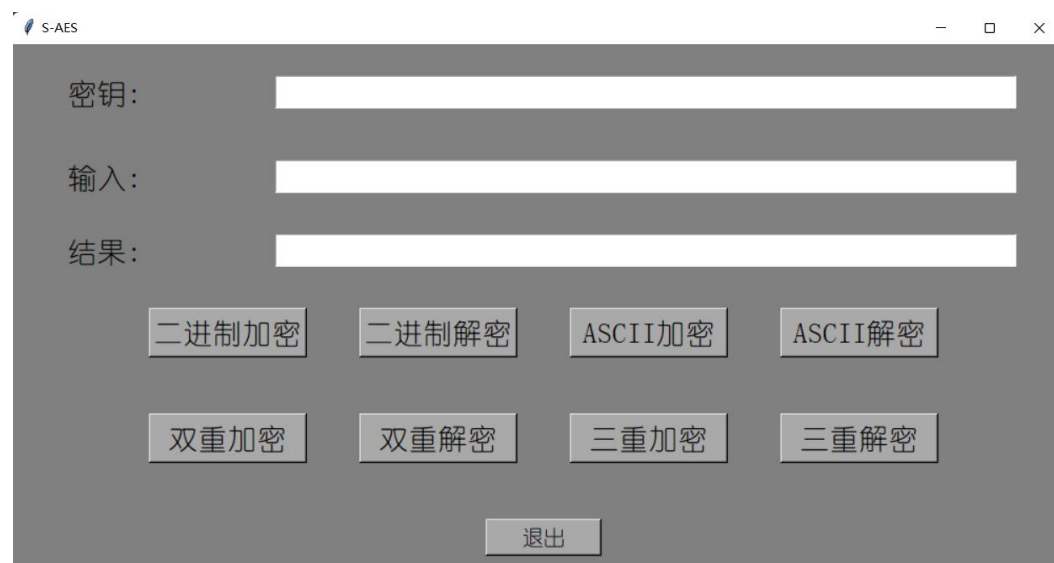 S-AES
密钥:
输入:
结果:
二进制加密 二进制解密 ASCII加密 ASCII解密
双重加密 双重解密 三重加密 三重解密
退出